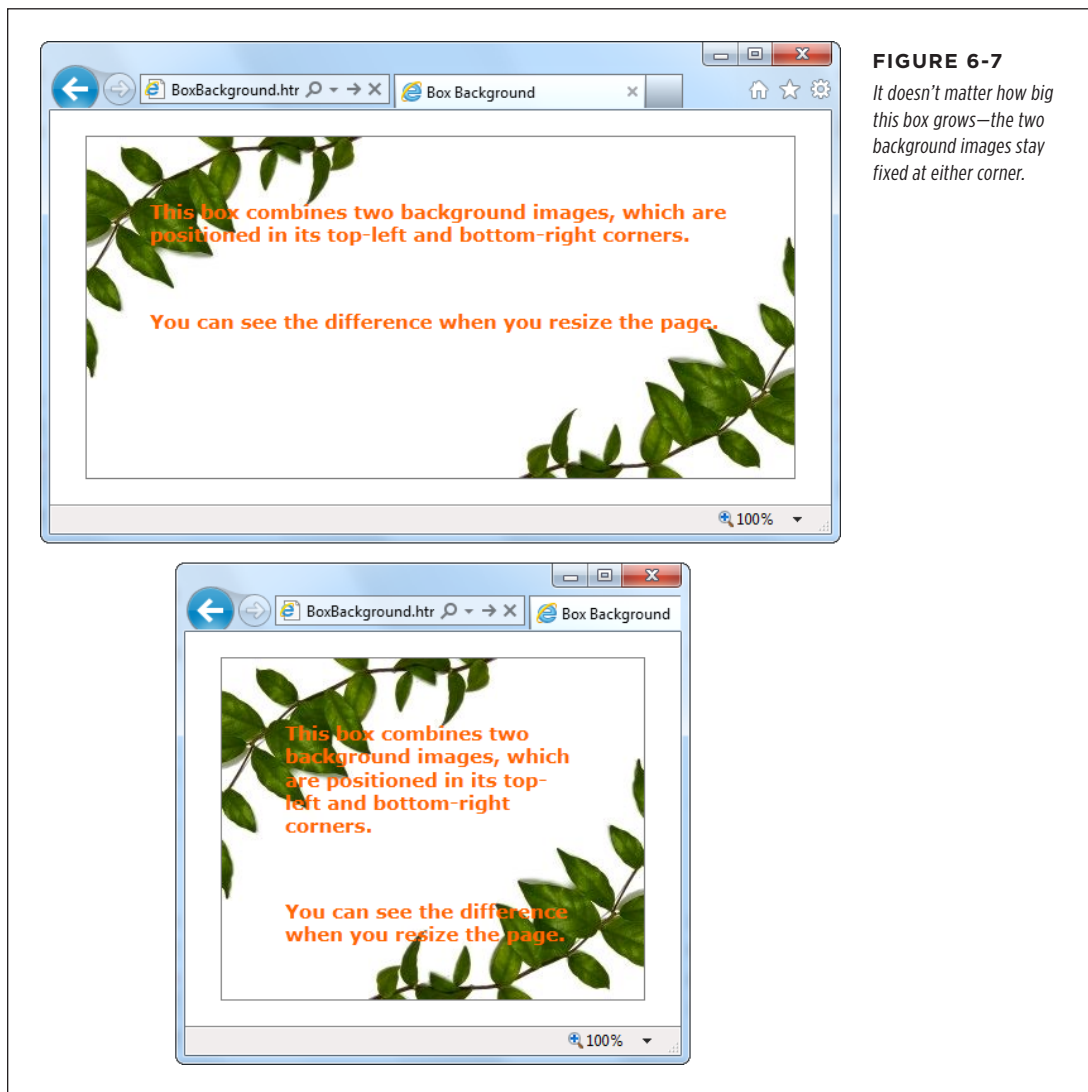 BoxBackground.htr
Box Background
This box combines two background images, which are
positioned in its top-left and bottom-right corners.
You can see the difference when you resize the page.
100%
FIGURE 6-7
It doesn't matter how big
this box grows—the two
background images stay
fixed at either corner.
BoxBackground.htr
Box Background
This box combines two
background images, which
are positioned in its top-
left and bottom-right
corners.
You can see the difference
when you resize the page.
100%